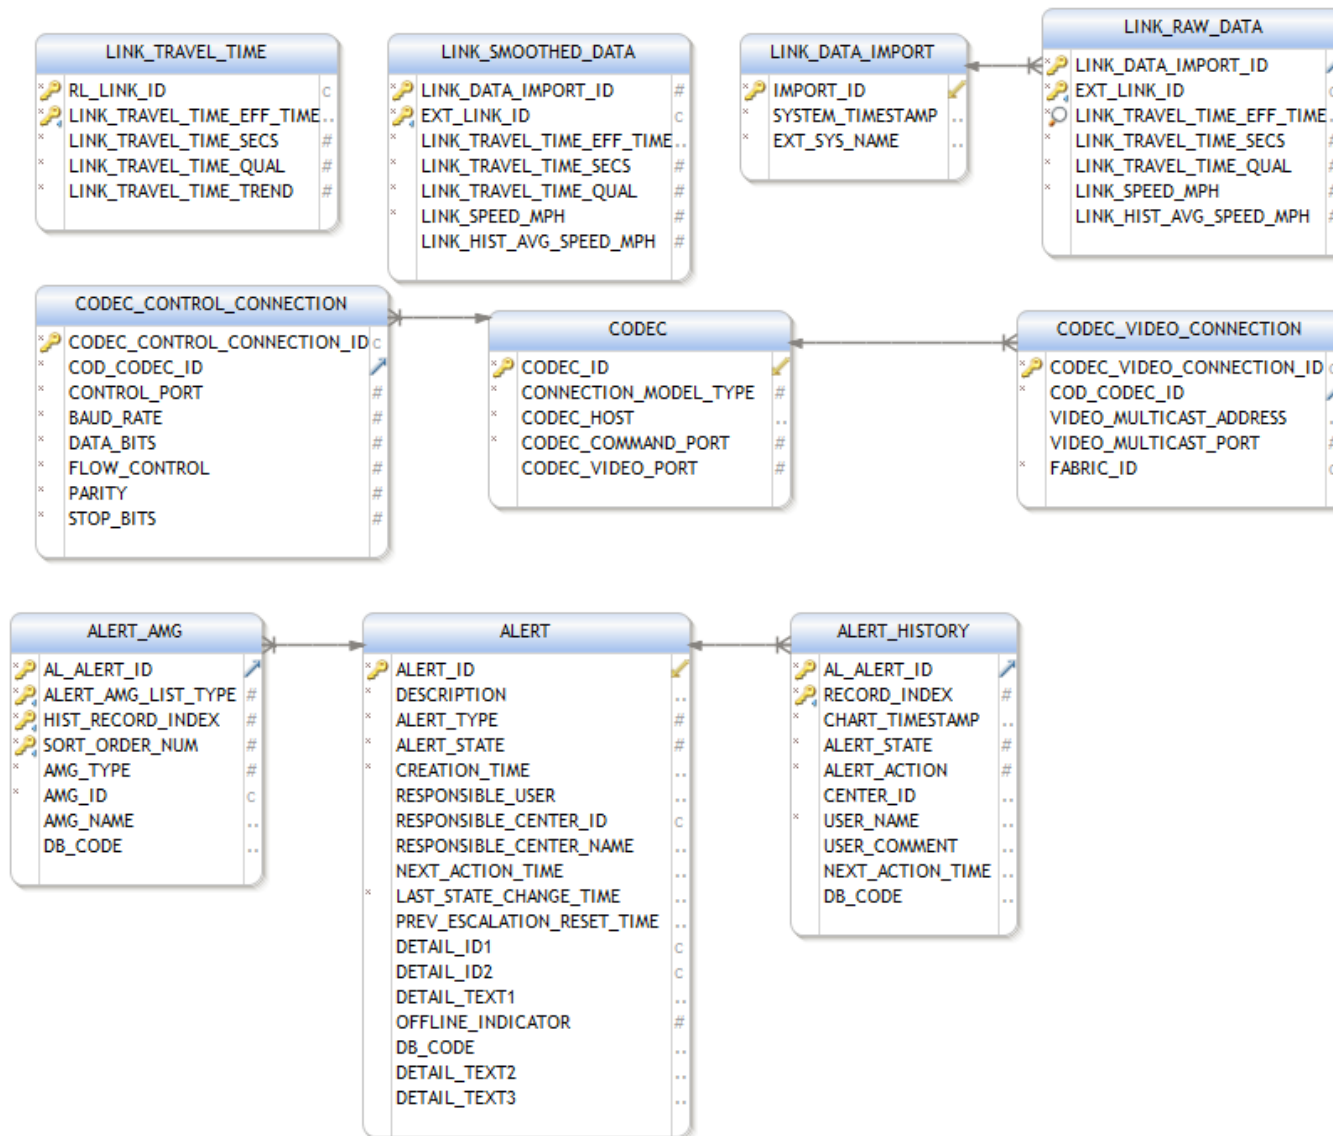 LINK_TRAVEL_TIME
RL_LINK_ID c
LINK_TRAVEL_TIME_EFF_TIME ..
LINK_TRAVEL_TIME_SECS #
LINK_TRAVEL_TIME_QUAL #
LINK_TRAVEL_TIME_TREND #
LINK_SMOOTHED_DATA
LINK_DATA_IMPORT_ID #
EXT_LINK_ID c
LINK_TRAVEL_TIME_EFF_TIME ..
LINK_TRAVEL_TIME_SECS #
LINK_TRAVEL_TIME_QUAL #
LINK_SPEED_MPH #
LINK_HIST_AVG_SPEED_MPH #
LINK_DATA_IMPORT
IMPORT_ID
SYSTEM_TIMESTAMP ..
EXT_SYS_NAME ..
LINK_RAW_DATA
LINK_DATA_IMPORT_ID
EXT_LINK_ID
LINK_TRAVEL_TIME_EFF_TIME
LINK_TRAVEL_TIME_SECS #
LINK_TRAVEL_TIME_QUAL #
LINK_SPEED_MPH #
LINK_HIST_AVG_SPEED_MPH #
CODEC_CONTROL_CONNECTION
CODEC_CONTROL_CONNECTION_ID c
COD_CODEC_ID
CONTROL_PORT #
BAUD_RATE #
DATA_BITS #
FLOW_CONTROL #
PARITY #
STOP_BITS #
CODEC
CODEC_ID
CONNECTION_MODEL_TYPE #
CODEC_HOST ..
CODEC_COMMAND_PORT #
CODEC_VIDEO_PORT #
CODEC_VIDEO_CONNECTION
CODEC_VIDEO_CONNECTION_ID
COD_CODEC_ID
VIDEO_MULTICAST_ADDRESS
VIDEO_MULTICAST_PORT #
FABRIC_ID
ALERT_AMG
AL_ALERT_ID
ALERT_AMG_LIST_TYPE #
HIST_RECORD_INDEX #
SORT_ORDER_NUM #
AMG_TYPE #
AMG_ID c
AMG_NAME ..
DB_CODE ..
ALERT
ALERT_ID
DESCRIPTION ..
ALERT_TYPE #
ALERT_STATE #
CREATION_TIME ..
RESPONSIBLE_USER ..
RESPONSIBLE_CENTER_ID c
RESPONSIBLE_CENTER_NAME ..
NEXT_ACTION_TIME ..
LAST_STATE_CHANGE_TIME ..
PREV_ESCALATION_RESET_TIME ..
DETAIL_ID1 c
DETAIL_ID2 c
DETAIL_TEXT1 ..
OFFLINE_INDICATOR #
DB_CODE ..
DETAIL_TEXT2 ..
DETAIL_TEXT3 ..
ALERT_HISTORY
AL_ALERT_ID
RECORD_INDEX #
CHART_TIMESTAMP ..
ALERT_STATE #
ALERT_ACTION #
CENTER_ID ..
USER_NAME ..
USER_COMMENT ..
NEXT_ACTION_TIME ..
DB_CODE ..